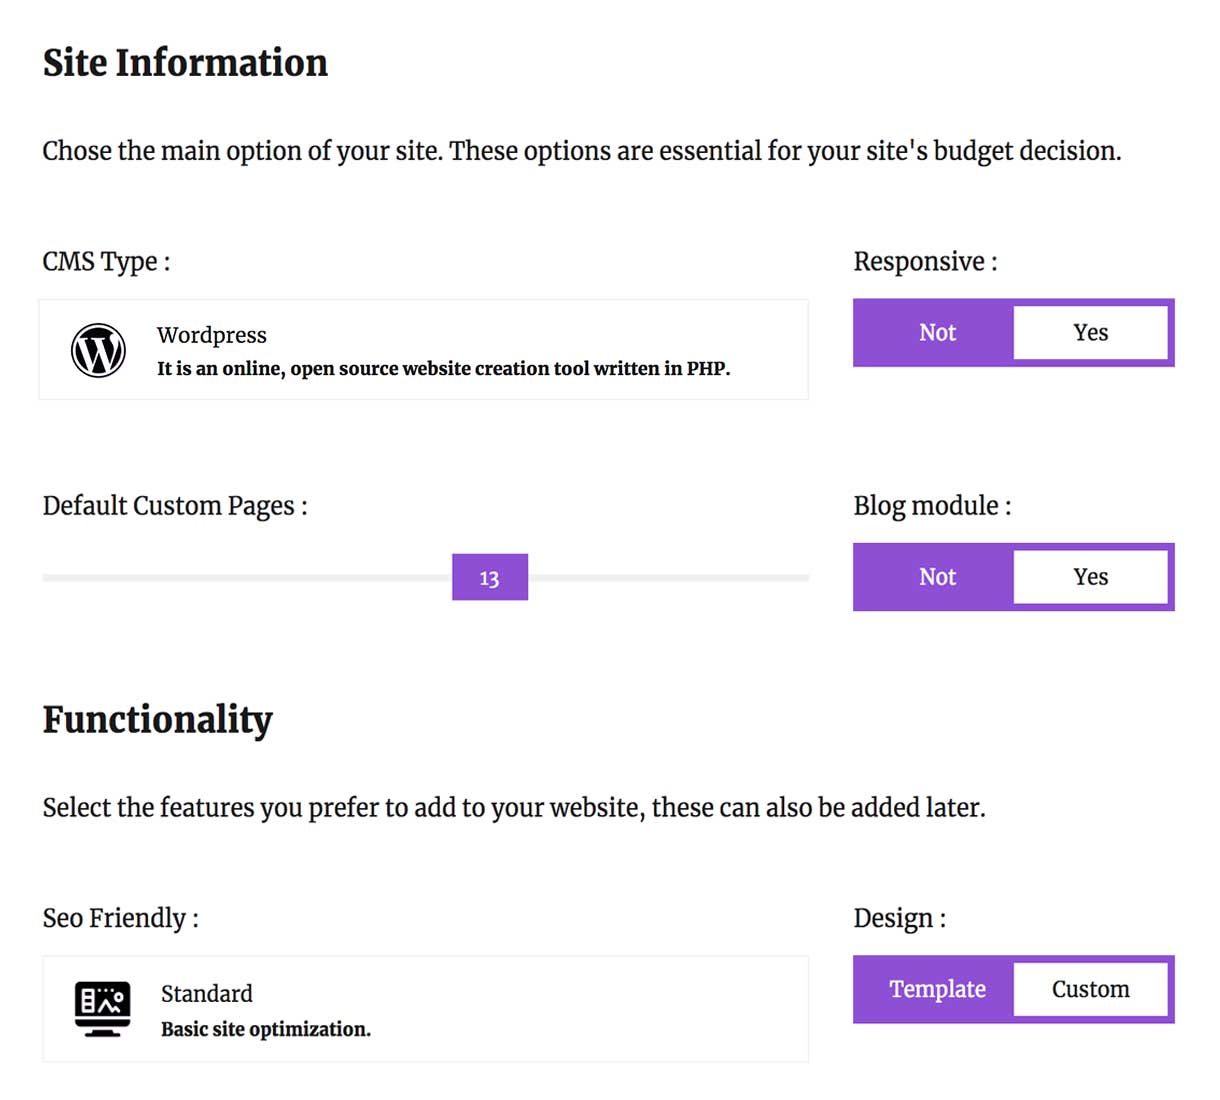 Site Information
Chose the main option of your site. These options are essential for your site's budget decision.
CMS Type :
Responsive :
Wordpress
It is an online, open source website creation tool written in PHP.
Not
Yes
Default Custom Pages :
Blog module :
13
Not
Yes
Functionality
Select the features you prefer to add to your website, these can also be added later.
Seo Friendly :
Design :
Standard
Basic site optimization.
Template
Custom